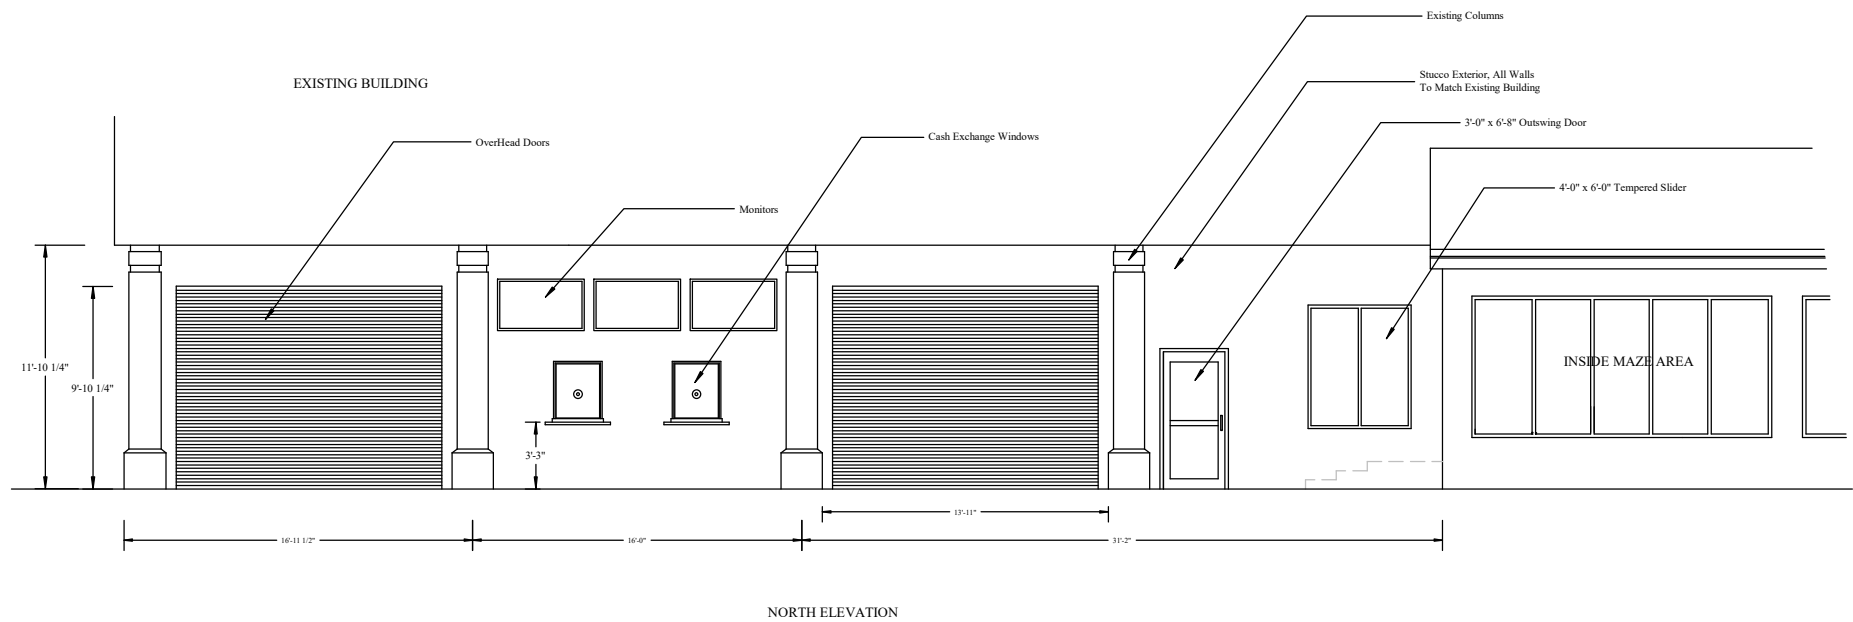 Existing Columns
EXISTING BUILDING
Stucco Exterior, All Walls
To Match Existing Building
3'-0" x 6'-8" Outswing Door
Cash Exchange Windows
OverHead Doors
4'-0" x 6'-0" Tempered Slider
Monitors
11'-10 1/4"
9'-10 1/4"
INSIDE MAZE AREA
3'-3"
13'-11"
16'-11 1/2"
16'-0"
31'-2"
NORTH ELEVATION